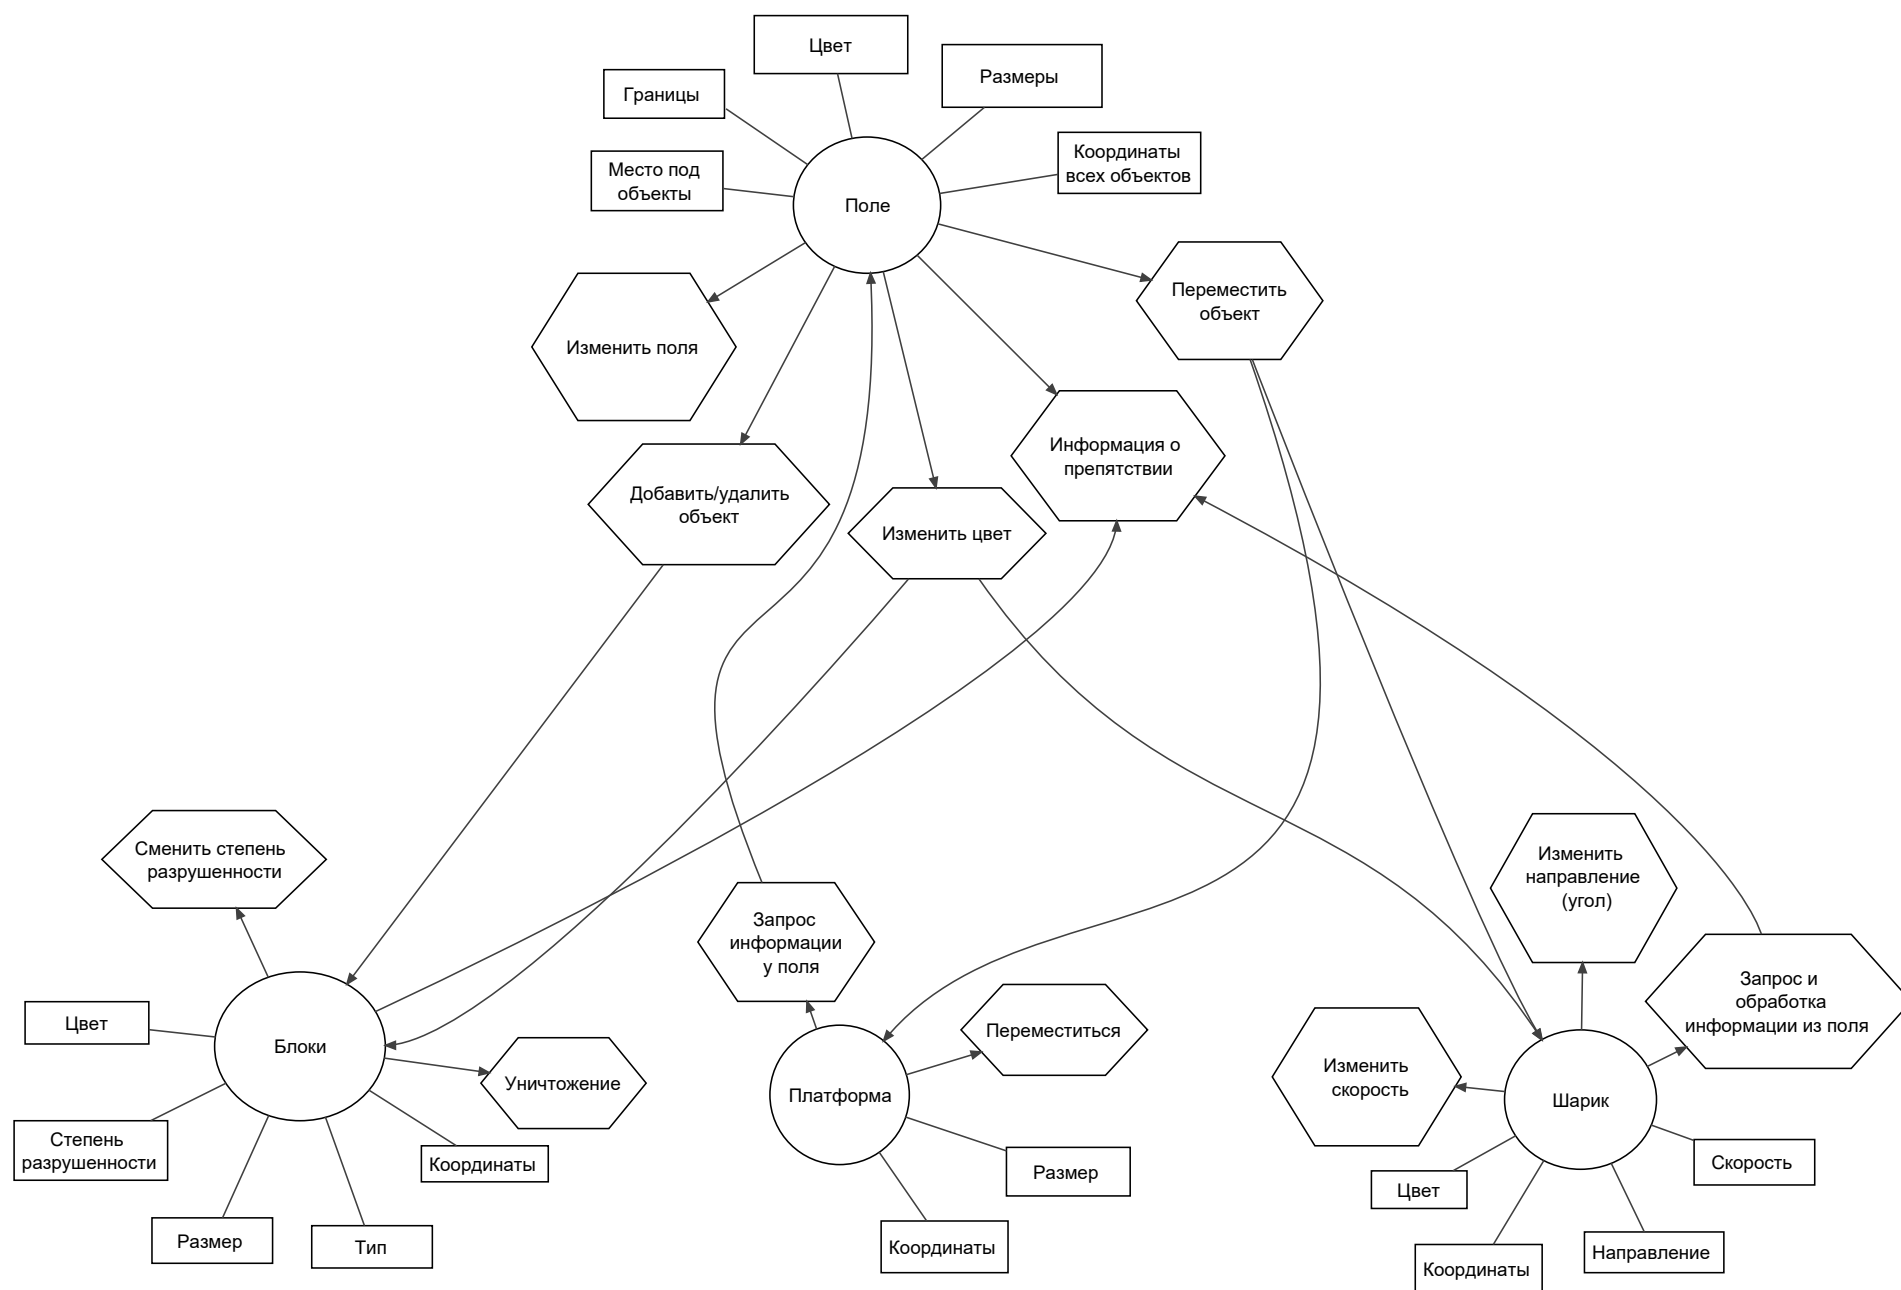 Цвет
Размеры
Границы
Координаты
всех объектов
Место под
объекты
Поле
Переместить
объект
Изменить поля
Информация о
препятствии
Добавить/удалить
объект
Изменить цвет
Сменить степень
разрушенности
Изменить
направление
(угол)
Запрос
информации
у поля
Запрос и
обработка
информации из поля
Цвет
Блоки
Переместиться
Уничтожение
Платформа
Изменить
скорость
Шарик
Степень
разрушенности
Координаты
Размер
Скорость
Цвет
Размер
Тип
Координаты
Направление
Координаты